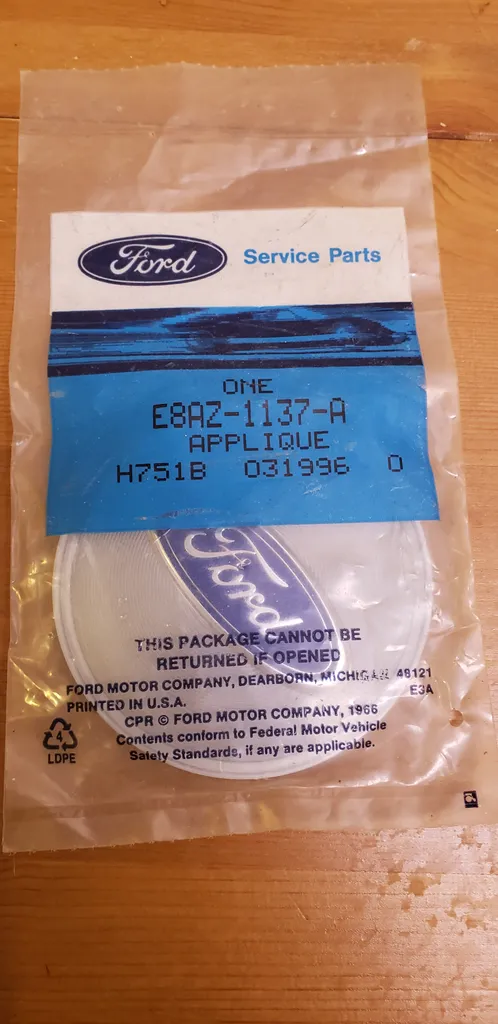 Ford Service Parts
ONE
E8AZ-1137-A
APPLIQUE
H751B 031996 0
Ford
THIS PACKAGE CANNOT BE
RETURNED IF OPENED
FORD MOTOR COMPANY, DEARBORN, MICHIGAN 48121
PRINTED IN U.S.A. E3A
CPR © FORD MOTOR COMPANY, 1966
Contents conform to Federal Motor Vehicle
Safety Standards, if any are applicable.
4
LDPE